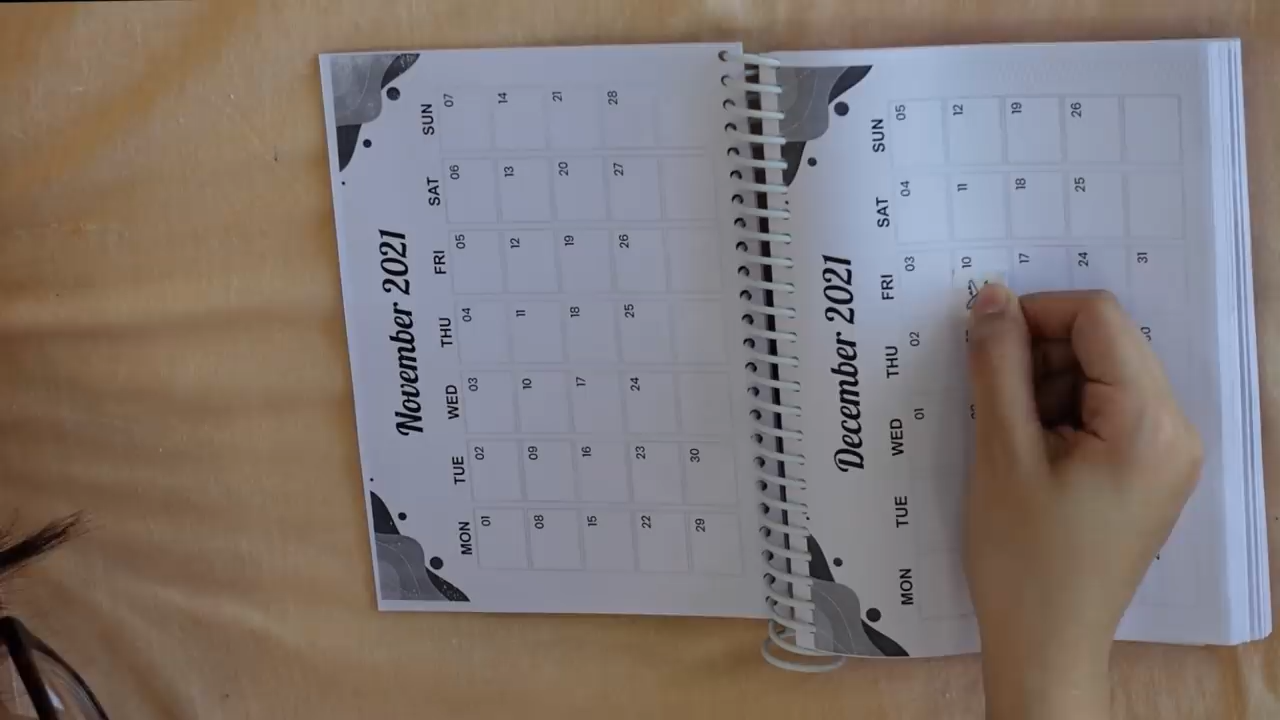 November 2021
MON TUE WED THU FRI SAT SUN
01 02 03 04 05 06 07
08 09 10 11 12 13 14
15 16 17 18 19 20 21
22 23 24 25 26 27 28
29 30
December 2021
MON TUE WED THU FRI SAT SUN
01 02 03 04 05
10 11 12
17 18 19
24 25 26
31